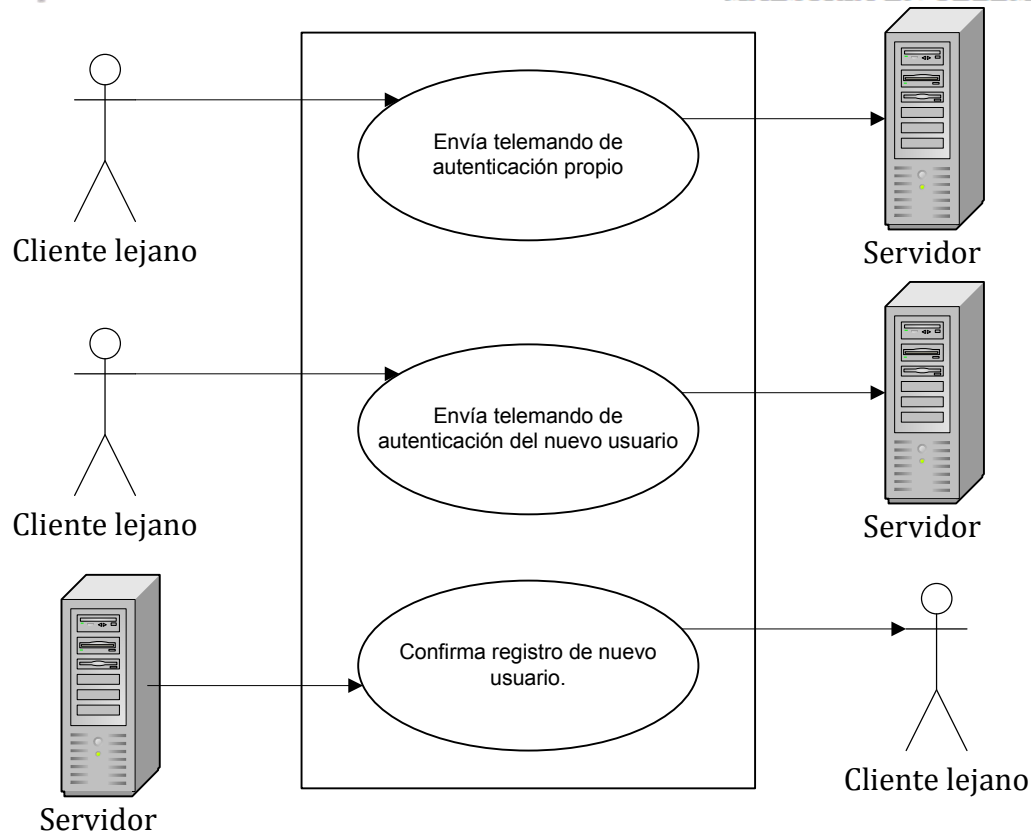 Envía telemando de
autenticación propio
Cliente lejano
Servidor
Envía telemando de
autenticación del nuevo usuario
Cliente lejano
Servidor
Confirma registro de nuevo
usuario.
Servidor
Cliente lejano